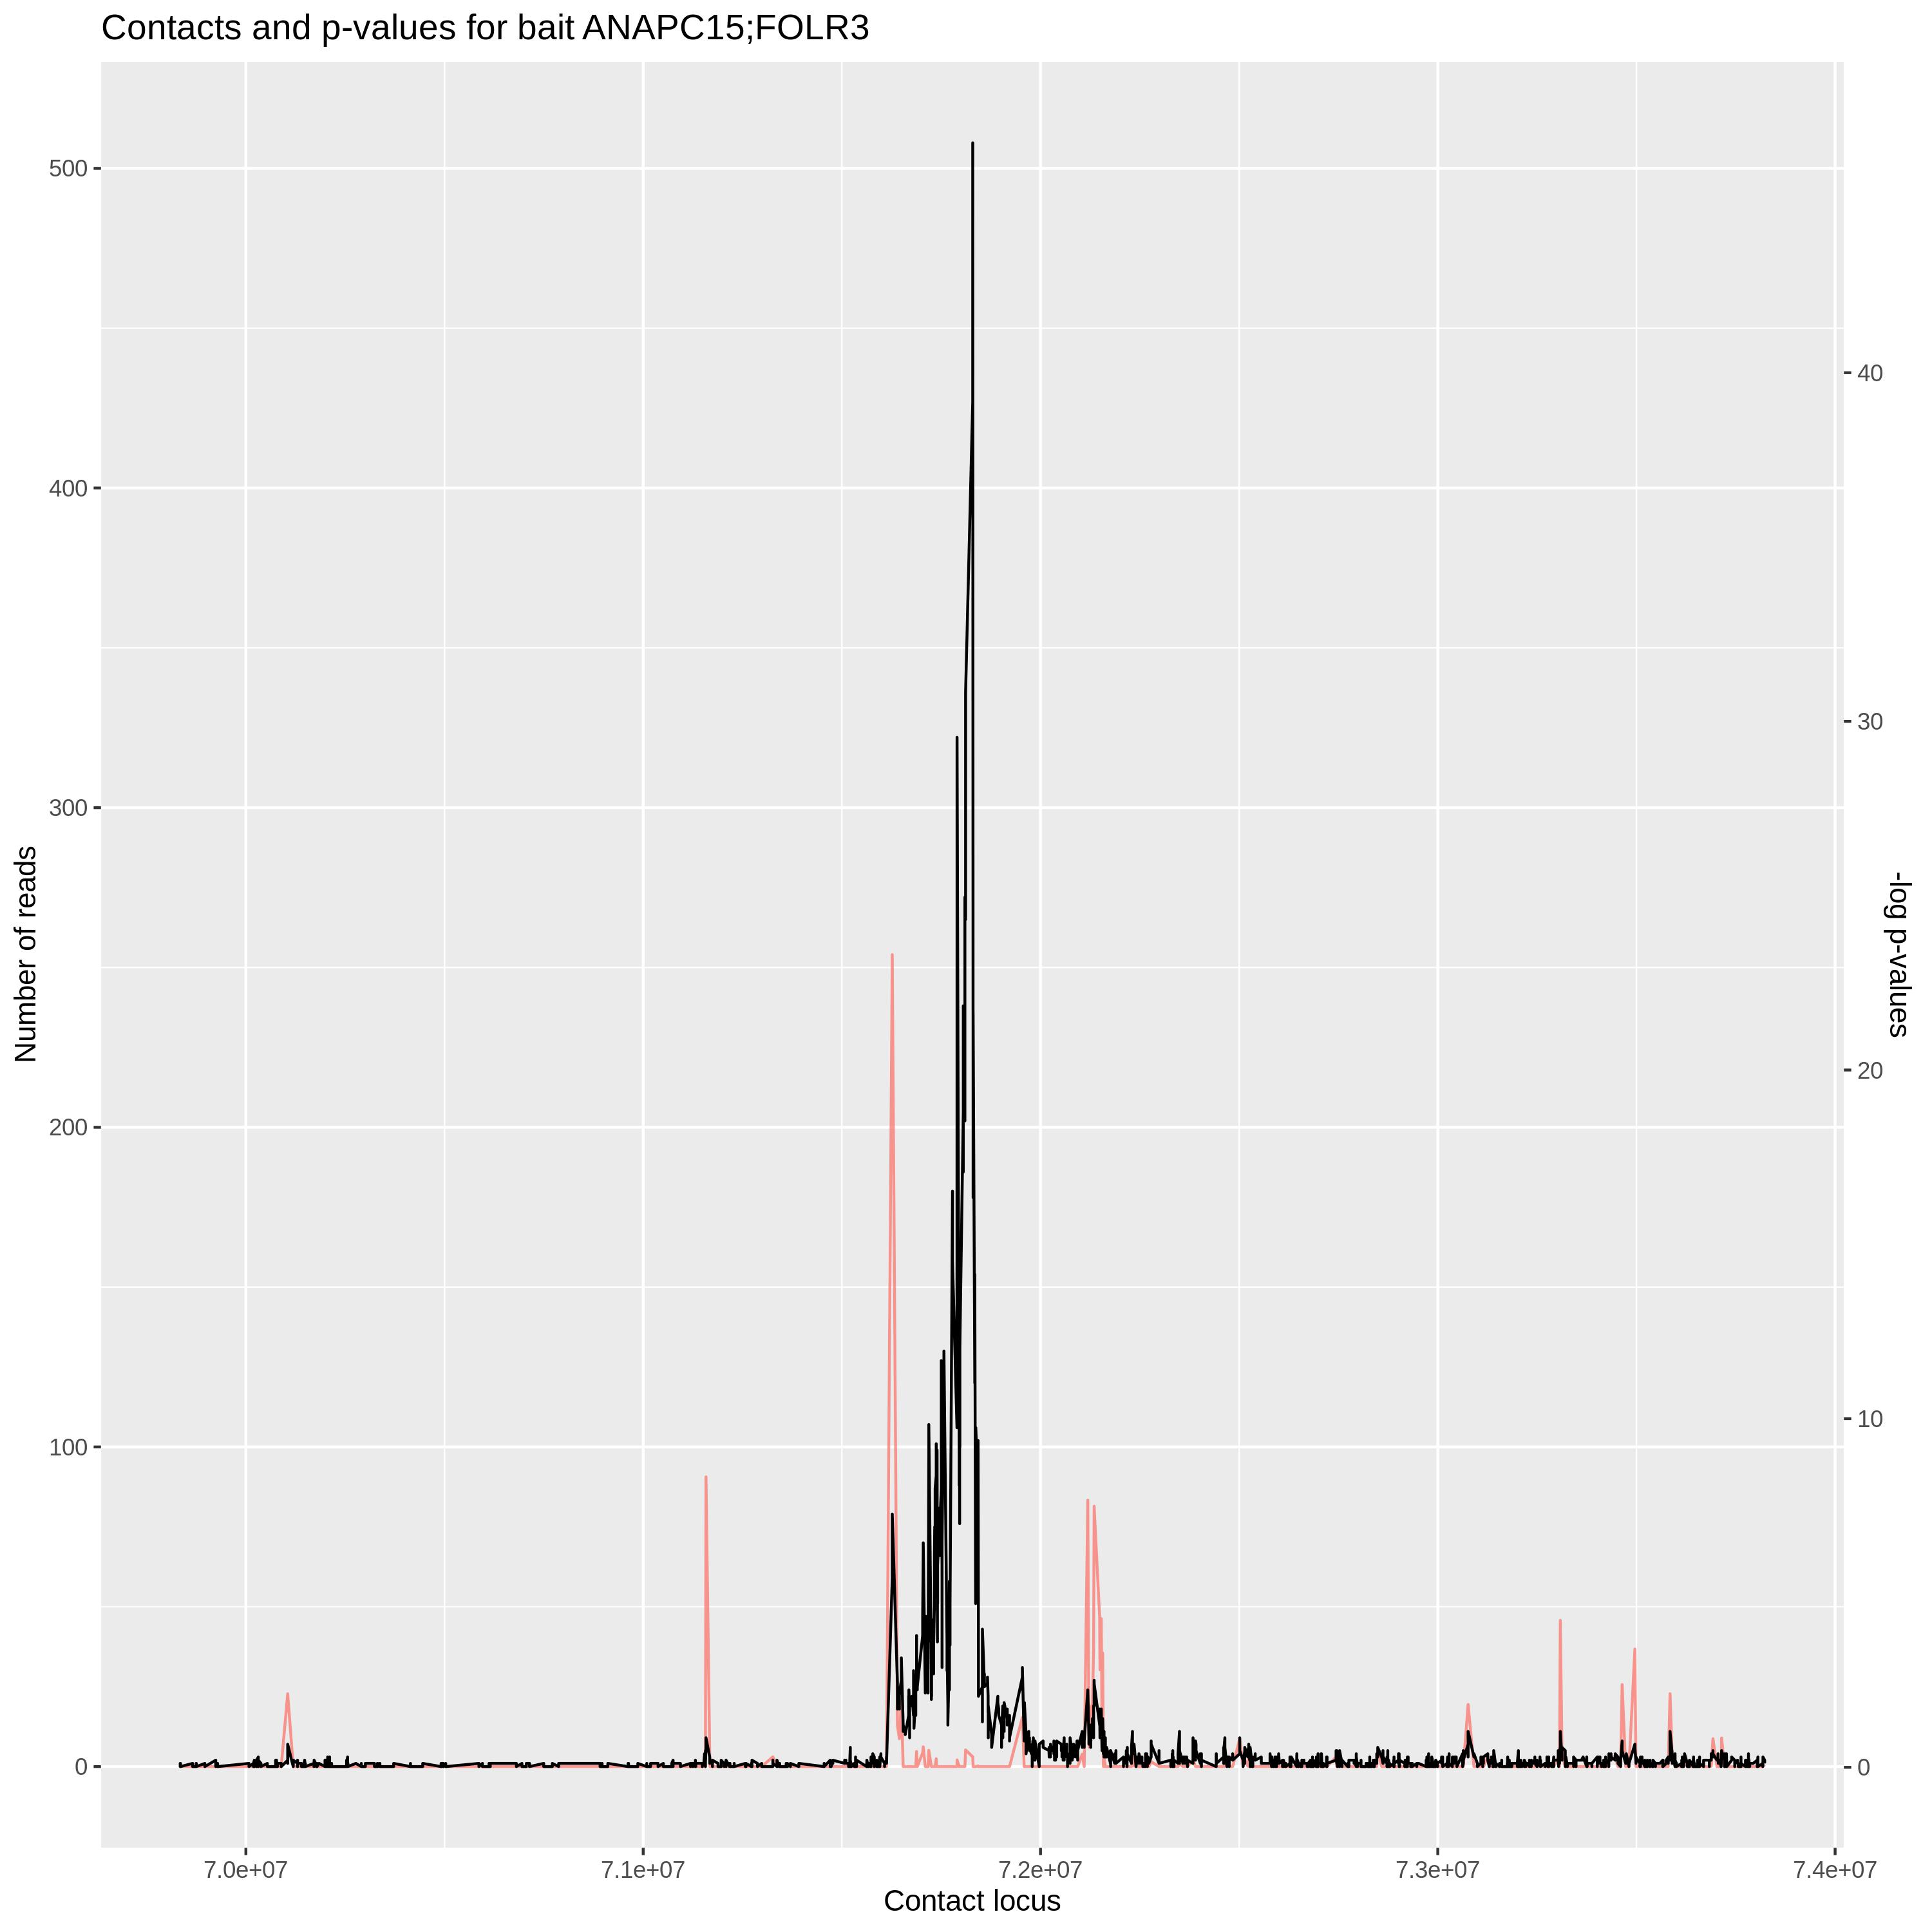 Contacts and p-values for bait ANAPC15;FOLR3
Number of reads
500
400
300
200
100
0
-log p-values
40
30
20
10
0
7.0e+07 7.1e+07 7.2e+07 7.3e+07 7.4e+07
Contact locus